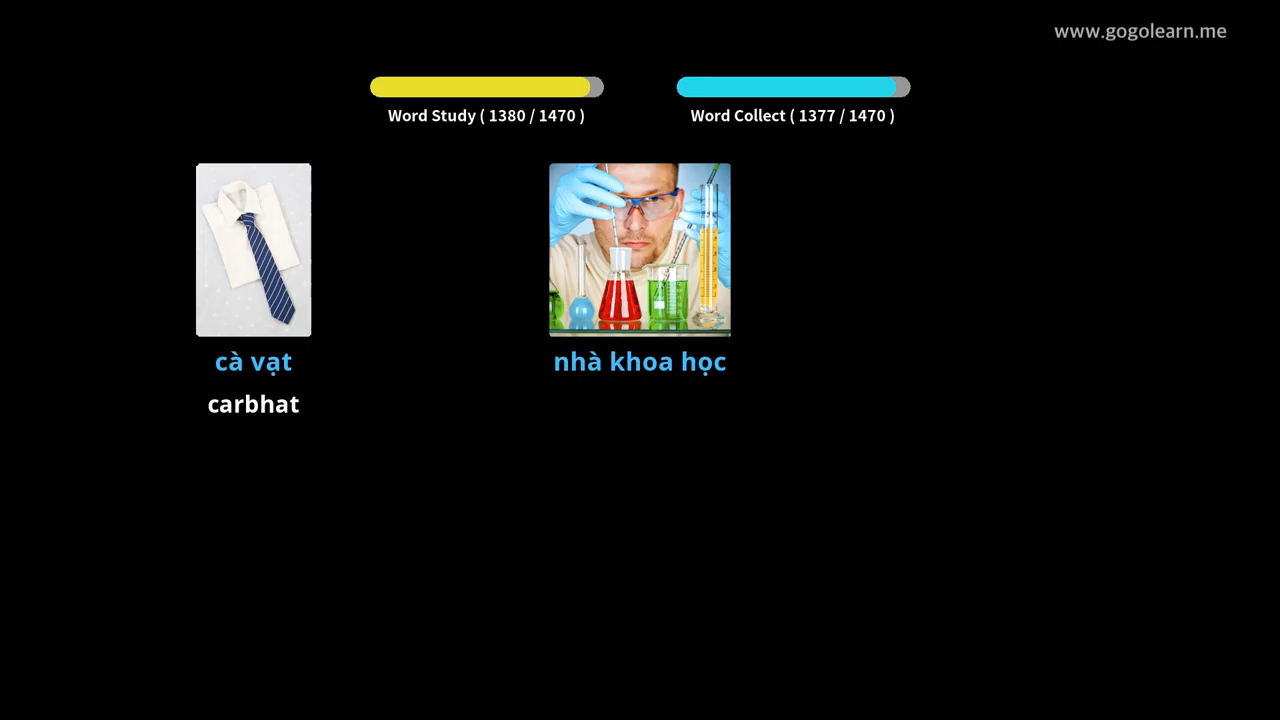 www.gogolearn.me
Word Study ( 1380 / 1470 )
Word Collect ( 1377 / 1470 )
cà vạt
nhà khoa học
carbhat